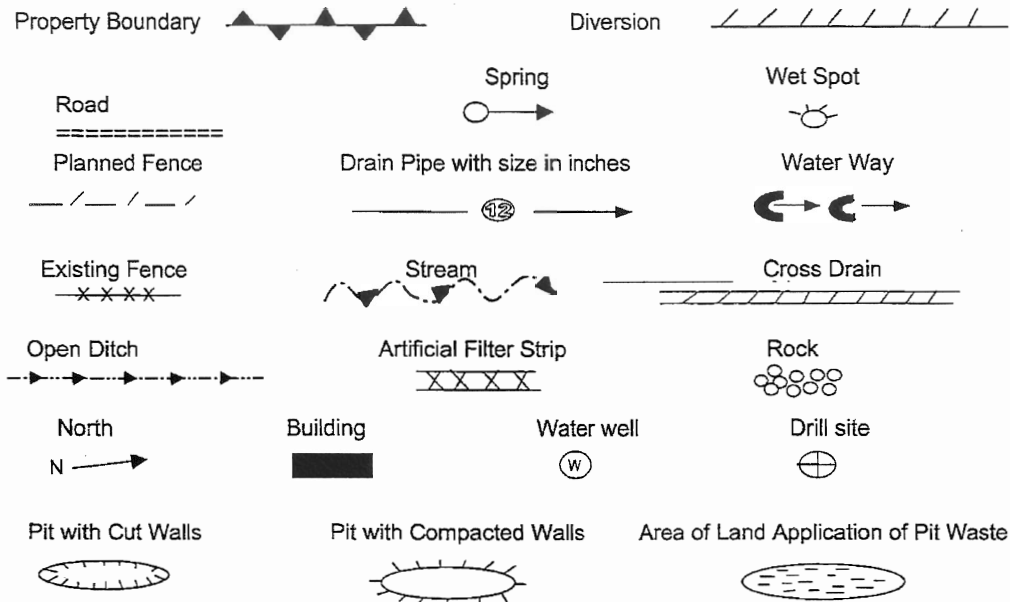 Property Boundary
Diversion
Spring
Wet Spot
Road
Planned Fence
Drain Pipe with size in inches
Water Way
12
Existing Fence
Stream
Cross Drain
Open Ditch
Artificial Filter Strip
Rock
North
Building
Water well
Drill site
N
W
Pit with Cut Walls
Pit with Compacted Walls
Area of Land Application of Pit Waste